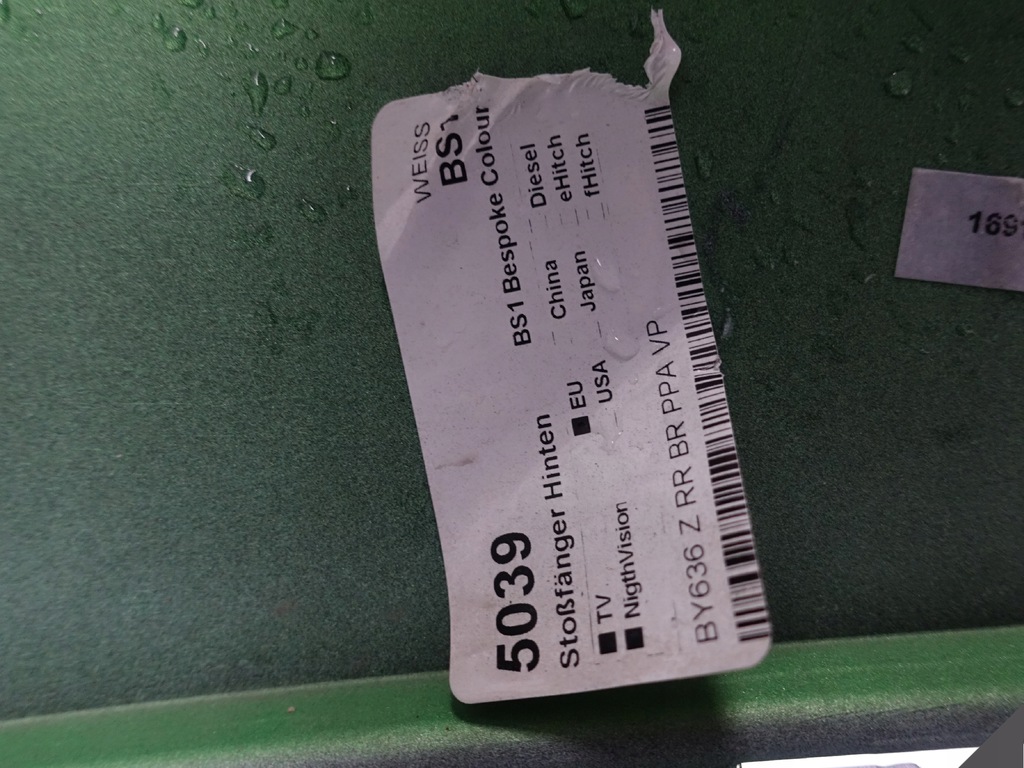 WEISS
BS1
BS1 Bespoke Colour
5039
Stoßfänger Hinten
■ TV ■ EU China Diesel
■ NigthVision USA Japan eHitch
fHitch
BY636 Z RR BR PPA VP
169